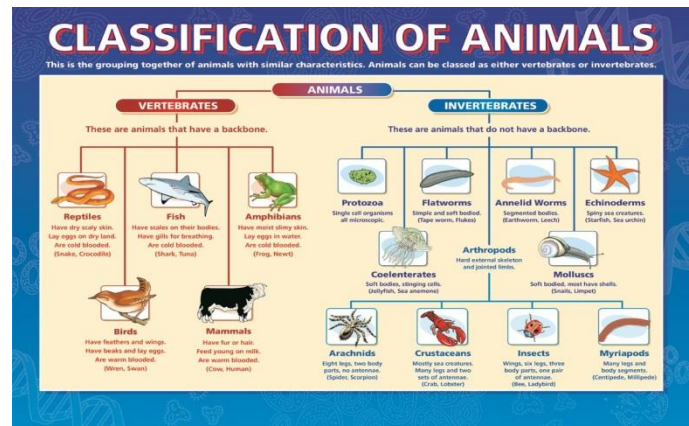 CLASSIFICATION OF ANIMALS
This is the grouping together of animals with similar characteristics. Animals can be classed as either vertebrates or invertebrates.
ANIMALS
VERTEBRATES
These are animals that have a backbone.
Reptiles
Have dry scaly skin.
Lay eggs on dry land.
Are cold blooded.
(Snake, Crocodile)
Fish
Have scales on their bodies.
Have gills for breathing.
Are cold blooded.
(Shark, Tuna)
Amphibians
Have moist slimy skin.
Lay eggs in water.
Are cold blooded.
(Frog, Newt)
Birds
Have feathers and wings.
Have beaks and lay eggs.
Are warm blooded.
(Wren, Swan)
Mammals
Have fur or hair.
Feed young on milk.
Are warm blooded.
(Cow, Human)
INVERTEBRATES
These are animals that do not have a backbone.
Protozoa
Single cell organisms
all microscopic.
Flatworms
Simple and soft bodied.
(Tape worm, Flukes)
Annelid Worms
Segmented bodies.
(Earthworm, Leech)
Echinoderms
Spiny sea creatures.
(Starfish, Sea urchin)
Coelenterates
Soft bodies, stinging cells.
(Jellyfish, Sea anemone)
Arthropods
Hard external skeleton
and jointed limbs.
Molluscs
Soft bodied, most have shells.
(Snails, Limpet)
Arachnids
Eight legs, two body
parts, no antennae.
(Spider, Scorpion)
Crustaceans
Mostly sea creatures.
Many legs and two
sets of antennae.
(Crab, Lobster)
Insects
Wings, six legs, three
body parts, one pair
of antennae.
(Bee, Ladybird)
Myriapods
Many legs and
body segments.
(Centipede, Millipede)